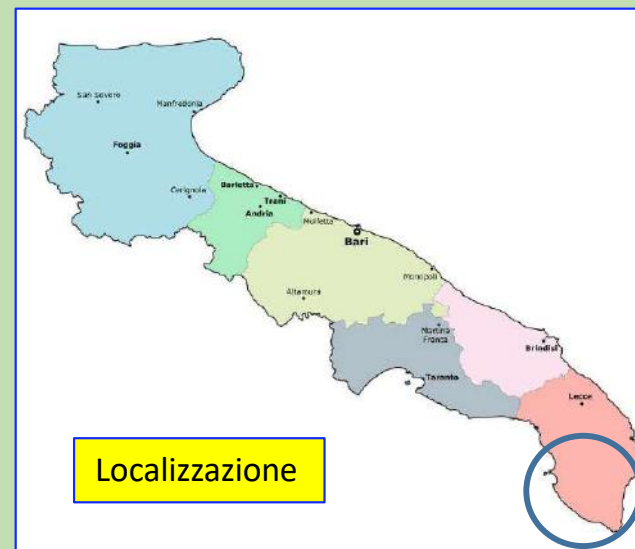 San Severo
Manfredonia
Foggia
Cerignola
Barletta
Trani
Andria
Molfetta
Bari
Altamura
Monopoli
Martina
Franca
Brindisi
Taranto
Lecce
Localizzazione